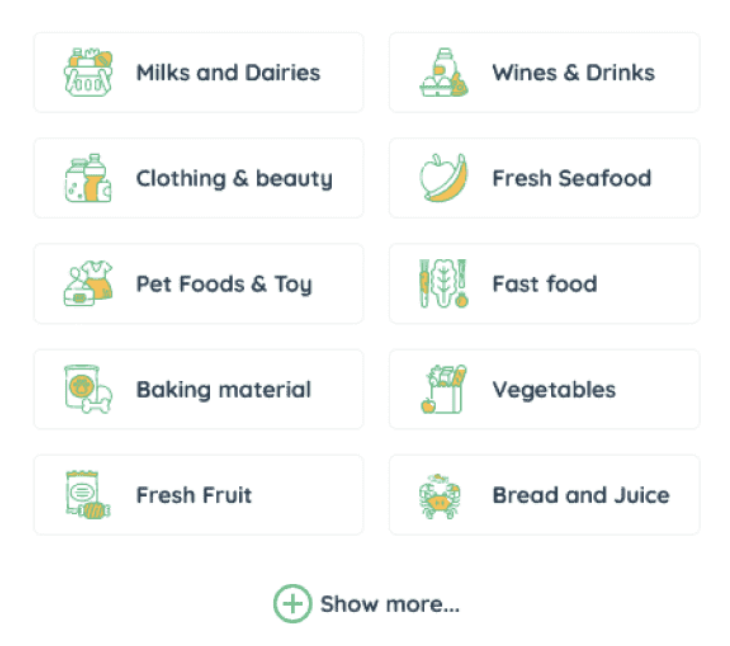 Milks and Dairies
Wines & Drinks
Clothing & beauty
Fresh Seafood
Pet Foods & Toy
Fast food
Baking material
Vegetables
Fresh Fruit
Bread and Juice
Show more...